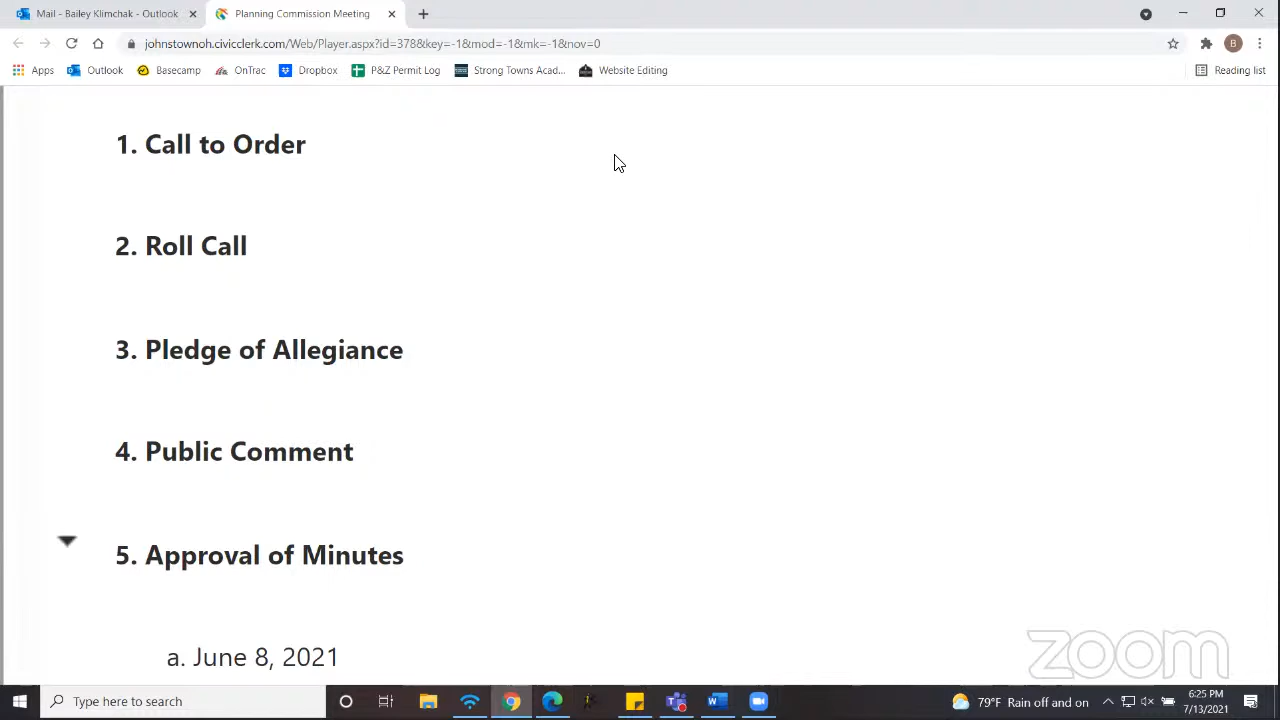 Mail - Bailey Klimchak - Outlook
Planning Commission Meeting
johnstownoh.civicclerk.com/Web/Player.aspx?id=378&key=-1&mod=-1&mk=-1&nov=0
B
Apps Outlook Basecamp OnTrac Dropbox P&Z Permit Log Strong Towns Acad... Website Editing Reading list
1. Call to Order
2. Roll Call
3. Pledge of Allegiance
4. Public Comment
5. Approval of Minutes
a. June 8, 2021
zoom
Type here to search
79°F Rain off and on
6:25 PM
7/13/2021